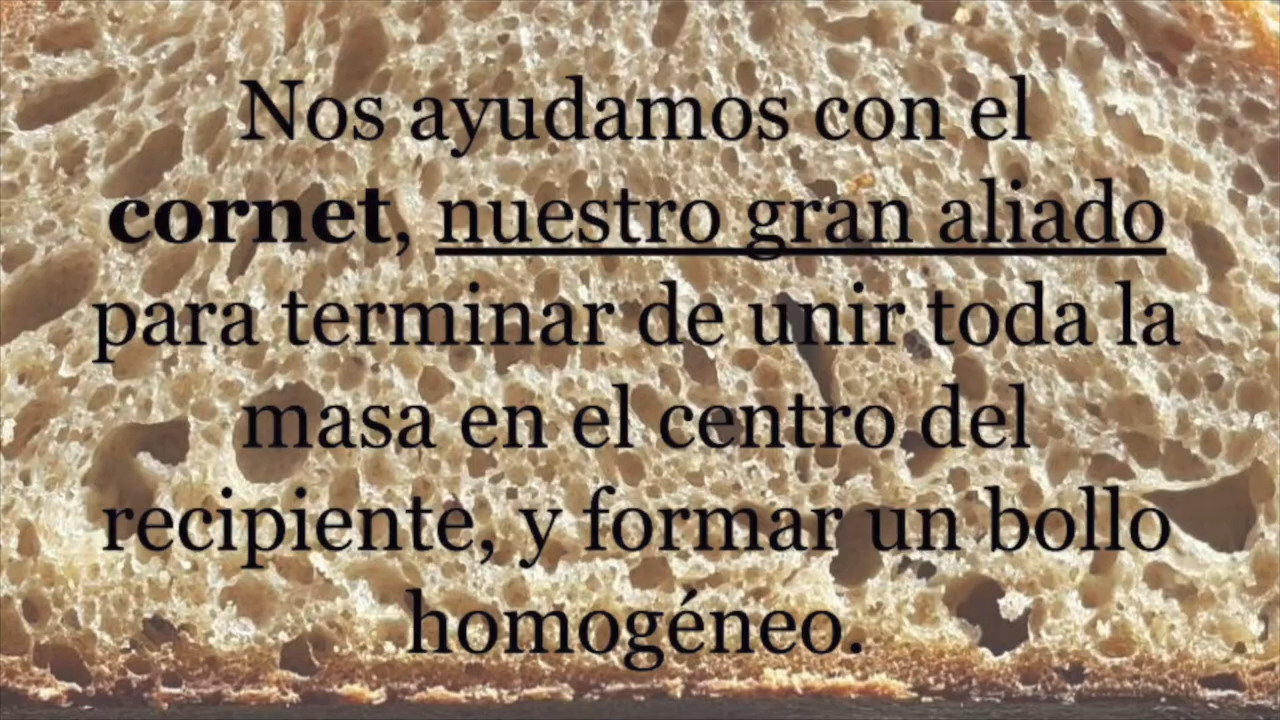 Nos ayudamos con el
cornet, nuestro gran aliado
para terminar de unir toda la
masa en el centro del
recipiente, y formar un bollo
homogéneo.